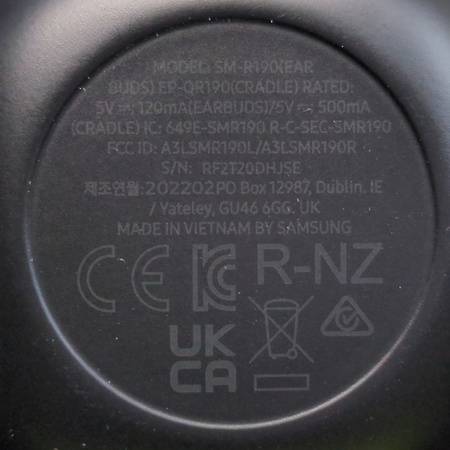 MODEL: SM-R190(EAR
BUDS) EP-QR190(CRADLE) RATED:
5V ⎓; 120mA(EARBUDS)/5V ⎓ 500mA
(CRADLE) IC: 649E-SMR190 R-C-SEC-SMR190
FCC ID: A3LSMR190L/A3LSMR190R
S/N: RF2T20DHJSE
제조연월: 202202 PO Box 12987, Dublin. IE
/ Yateley, GU46 6GG. UK
MADE IN VIETNAM BY SAMSUNG
CE R-NZ
UK
CA